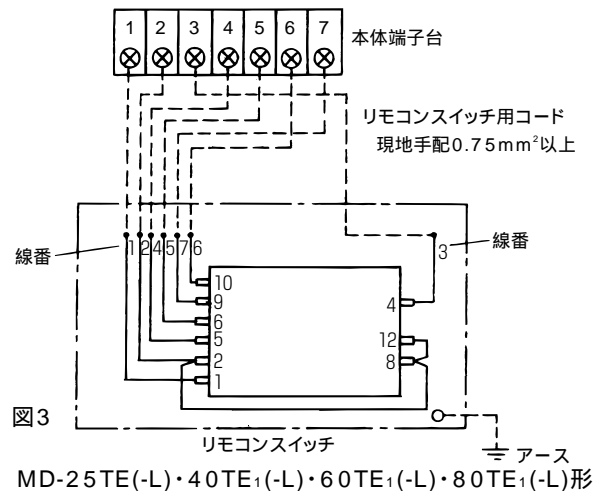 1 2 3 4 5 6 7
本体端子台
リモコンスイッチ用コード
現地手配0.75mm²以上
線番
1 2 4 5 7 6
3
線番
10
9
6
5
2
1
4
12
8
図3
リモコンスイッチ
アース
MD-25TE(-L)・40TE₁(-L)・60TE₁(-L)・80TE₁(-L)形